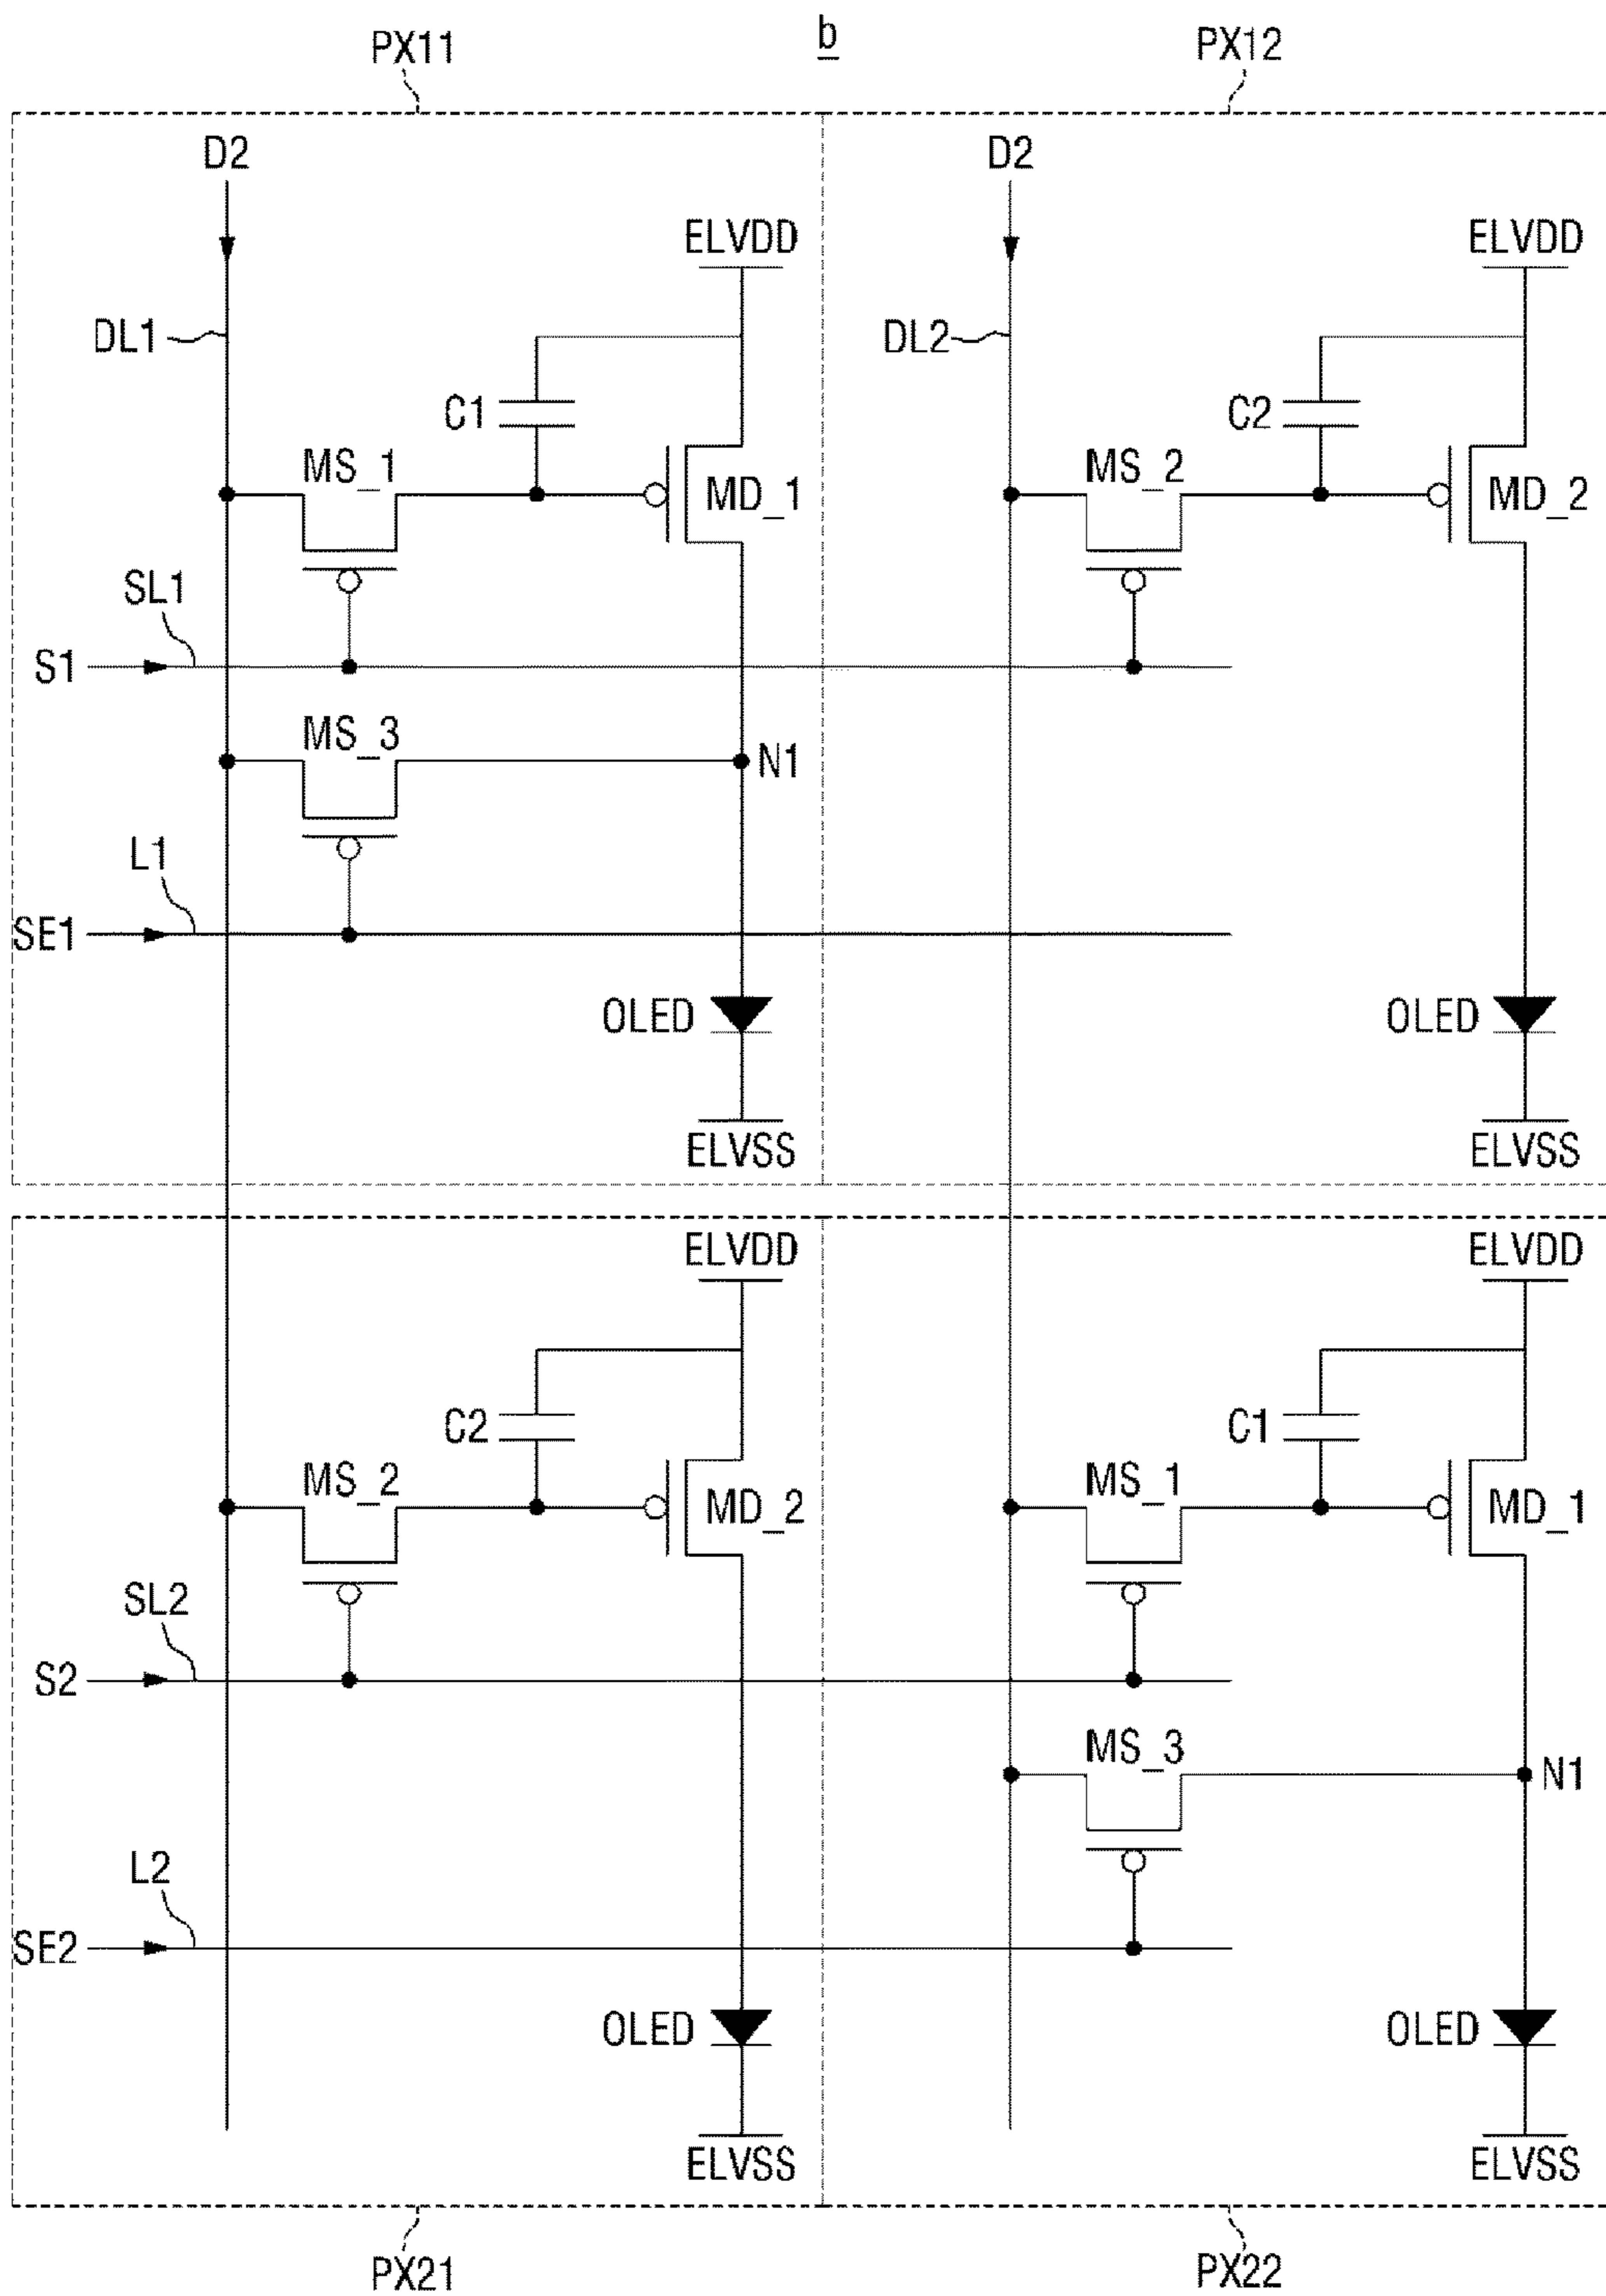 b
PX11
PX12
D2
D2
ELVDD
ELVDD
DL1
DL2
C1
C2
MS_1
MD_1
MS_2
MD_2
SL1
S1
MS_3
N1
L1
SE1
OLED
OLED
ELVSS
ELVSS
ELVDD
ELVDD
C2
C1
MS_2
MD_2
MS_1
MD_1
SL2
S2
MS_3
N1
L2
SE2
OLED
OLED
ELVSS
ELVSS
PX21
PX22